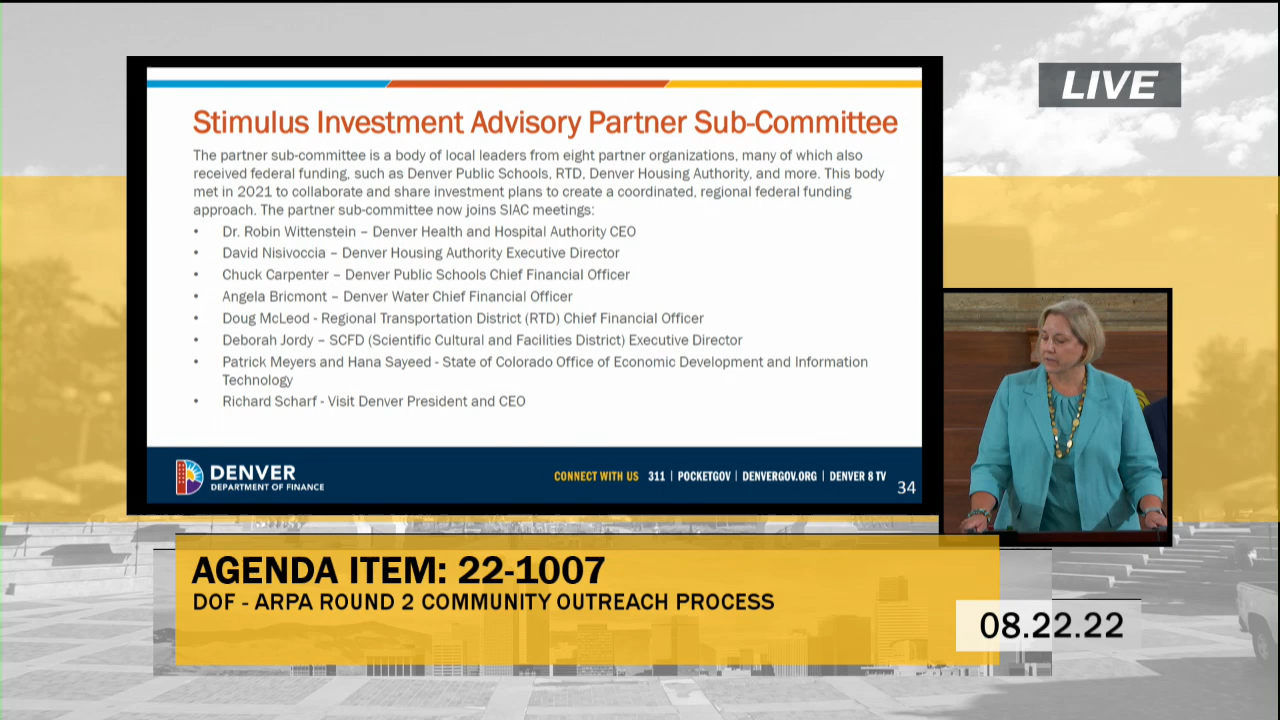 LIVE
Stimulus Investment Advisory Partner Sub-Committee
The partner sub-committee is a body of local leaders from eight partner organizations, many of which also
received federal funding, such as Denver Public Schools, RTD, Denver Housing Authority, and more. This body
met in 2021 to collaborate and share investment plans to create a coordinated, regional federal funding
approach. The partner sub-committee now joins SIAC meetings:
• Dr. Robin Wittenstein – Denver Health and Hospital Authority CEO
• David Nisivoccia – Denver Housing Authority Executive Director
• Chuck Carpenter – Denver Public Schools Chief Financial Officer
• Angela Bricmont – Denver Water Chief Financial Officer
• Doug McLeod - Regional Transportation District (RTD) Chief Financial Officer
• Deborah Jordy – SCFD (Scientific Cultural and Facilities District) Executive Director
• Patrick Meyers and Hana Sayeed - State of Colorado Office of Economic Development and Information
Technology
• Richard Scharf - Visit Denver President and CEO
DENVER
DEPARTMENT OF FINANCE
CONNECT WITH US 311 | POCKETGOV | DENVERGOV.ORG | DENVER 8 TV
34
AGENDA ITEM: 22-1007
DOF - ARPA ROUND 2 COMMUNITY OUTREACH PROCESS
08.22.22